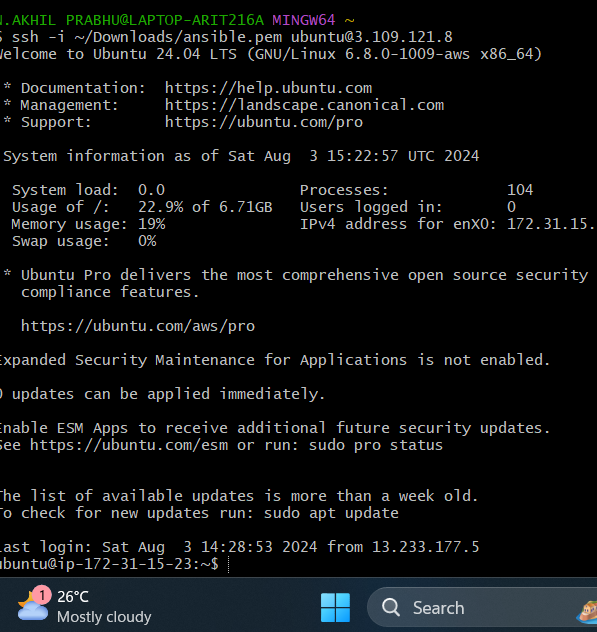 N.AKHIL PRABHU@LAPTOP-ARIT216A MINGW64 ~
$ ssh -i ~/Downloads/ansible.pem ubuntu@3.109.121.8
Welcome to Ubuntu 24.04 LTS (GNU/Linux 6.8.0-1009-aws x86_64)
* Documentation:  https://help.ubuntu.com
* Management:     https://landscape.canonical.com
* Support:        https://ubuntu.com/pro
System information as of Sat Aug  3 15:22:57 UTC 2024
System load:  0.0               Processes:             104
Usage of /:   22.9% of 6.71GB   Users logged in:       0
Memory usage: 19%               IPv4 address for enX0: 172.31.15.
Swap usage:   0%
* Ubuntu Pro delivers the most comprehensive open source security
compliance features.
https://ubuntu.com/aws/pro
Expanded Security Maintenance for Applications is not enabled.
0 updates can be applied immediately.
Enable ESM Apps to receive additional future security updates.
See https://ubuntu.com/esm or run: sudo pro status
The list of available updates is more than a week old.
To check for new updates run: sudo apt update
Last login: Sat Aug  3 14:28:53 2024 from 13.233.177.5
ubuntu@ip-172-31-15-23:~$
1
26°C
Mostly cloudy
Search